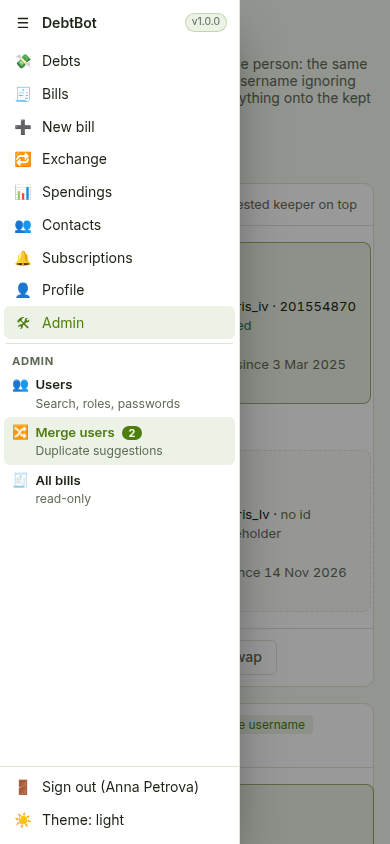 DebtBot v1.0.0
Debts
Bills
New bill
Exchange
Spendings
Contacts
Subscriptions
Profile
Admin
ADMIN
Users
Search, roles, passwords
Merge users 2
Duplicate suggestions
All bills
read-only
Sign out (Anna Petrova)
Theme: light
e person: the same
sername ignoring
ything onto the kept
ested keeper on top
ris_iv · 201554870
ed
since 3 Mar 2025
ris_lv · no id
eholder
nce 14 Nov 2026
wap
e username